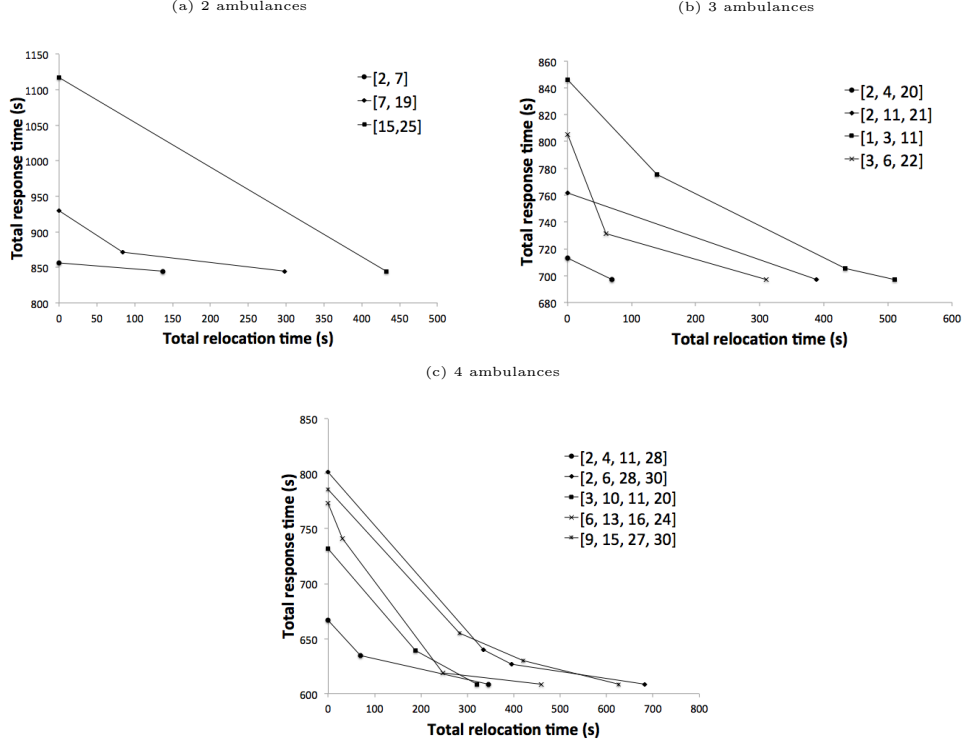 (a) 2 ambulances
1150
1100
1050
1000
950
900
850
800
0 50 100 150 200 250 300 350 400 450 500
Total response time (s)
Total relocation time (s)
[2, 7]
[7, 19]
[15,25]
(b) 3 ambulances
860
840
820
800
780
760
740
720
700
680
0 100 200 300 400 500 600
Total response time (s)
Total relocation time (s)
[2, 4, 20]
[2, 11, 21]
[1, 3, 11]
[3, 6, 22]
(c) 4 ambulances
850
800
750
700
650
600
0 100 200 300 400 500 600 700 800
Total response time (s)
Total relocation time (s)
[2, 4, 11, 28]
[2, 6, 28, 30]
[3, 10, 11, 20]
[6, 13, 16, 24]
[9, 15, 27, 30]